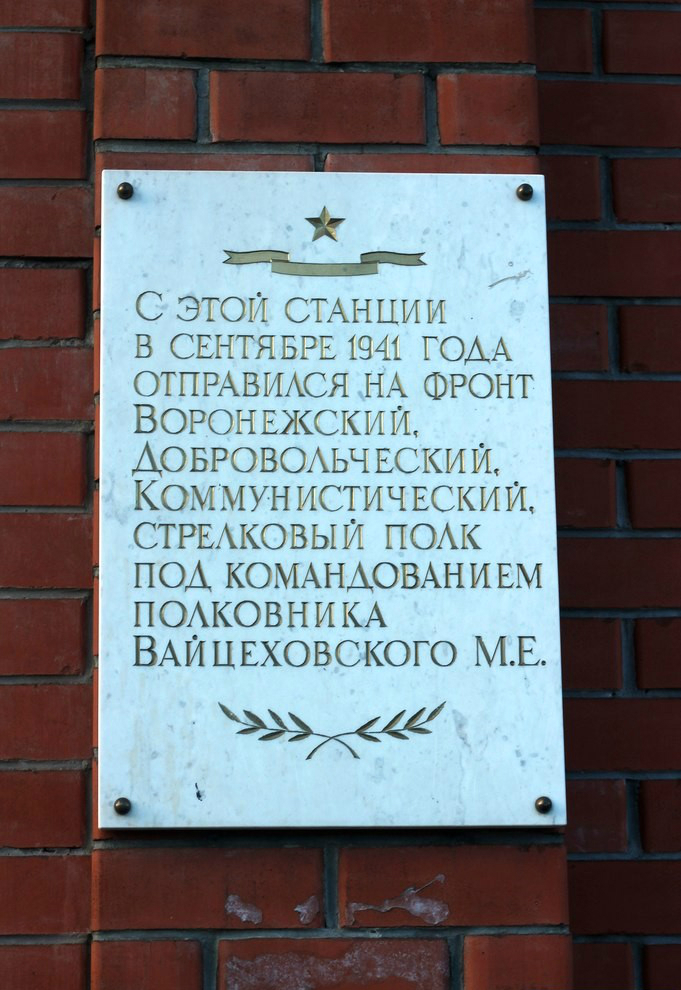 С ЭТОЙ СТАНЦИИ
В СЕНТЯБРЕ 1941 ГОДА
ОТПРАВИЛСЯ НА ФРОНТ
ВОРОНЕЖСКИЙ,
ДОБРОВОЛЬЧЕСКИЙ,
КОММУНИСТИЧЕСКИЙ,
СТРЕЛКОВЫЙ ПОЛК
ПОД КОМАНДОВАНИЕМ
ПОЛКОВНИКА
ВАЙЦЕХОВСКОГО М.Е.